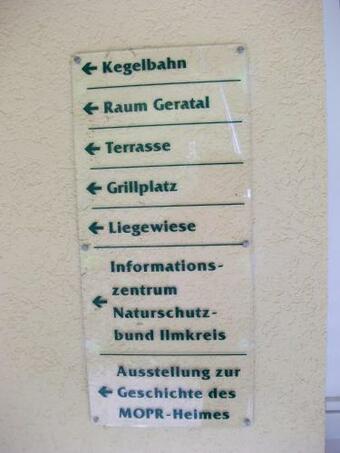 ← Kegelbahn
← Raum Geratal
← Terrasse
← Grillplatz
← Liegewiese
Informations-
zentrum
← Naturschutz-
bund Ilmkreis
Ausstellung zur
← Geschichte des
MOPR-Heimes